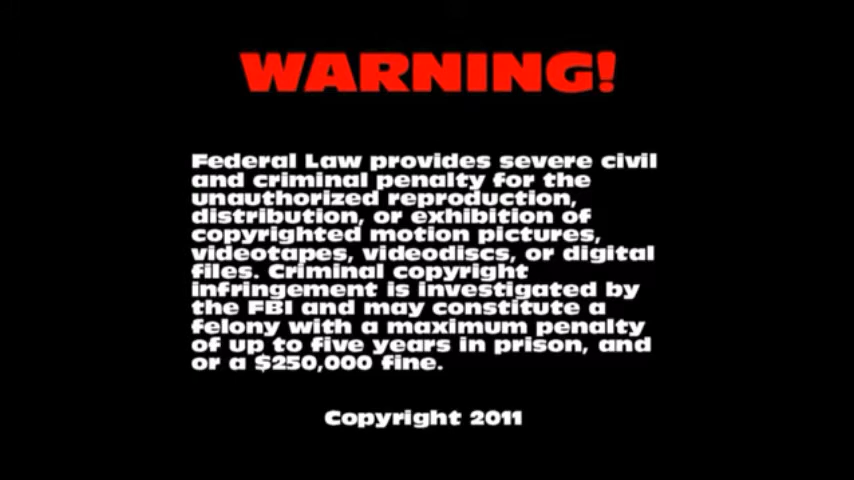 WARNING!
Federal Law provides severe civil
and criminal penalty for the
unauthorized reproduction,
distribution, or exhibition of
copyrighted motion pictures,
videotapes, videodiscs, or digital
files. Criminal copyright
infringement is investigated by
the FBI and may constitute a
felony with a maximum penalty
of up to five years in prison, and
or a $250,000 fine.
Copyright 2011